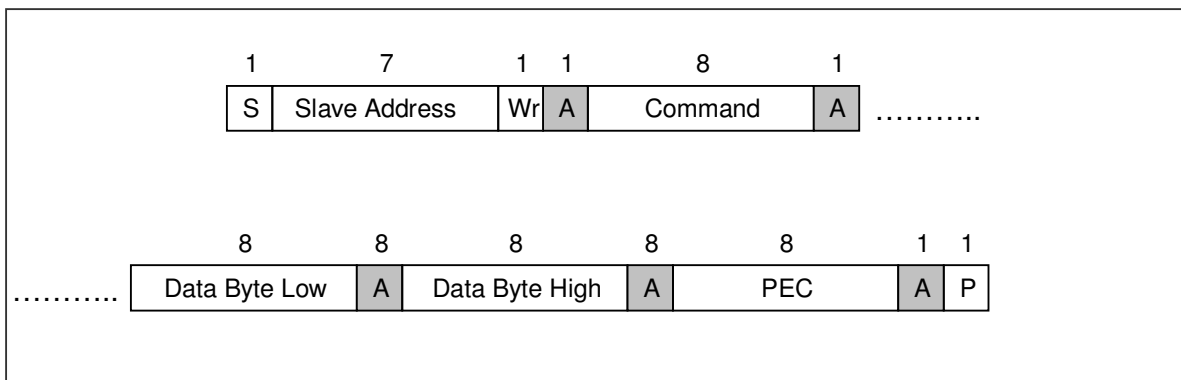 1 7 1 1 8 1
S Slave Address Wr A Command A ...........
8 8 8 8 8 1 1
........... Data Byte Low A Data Byte High A PEC A P